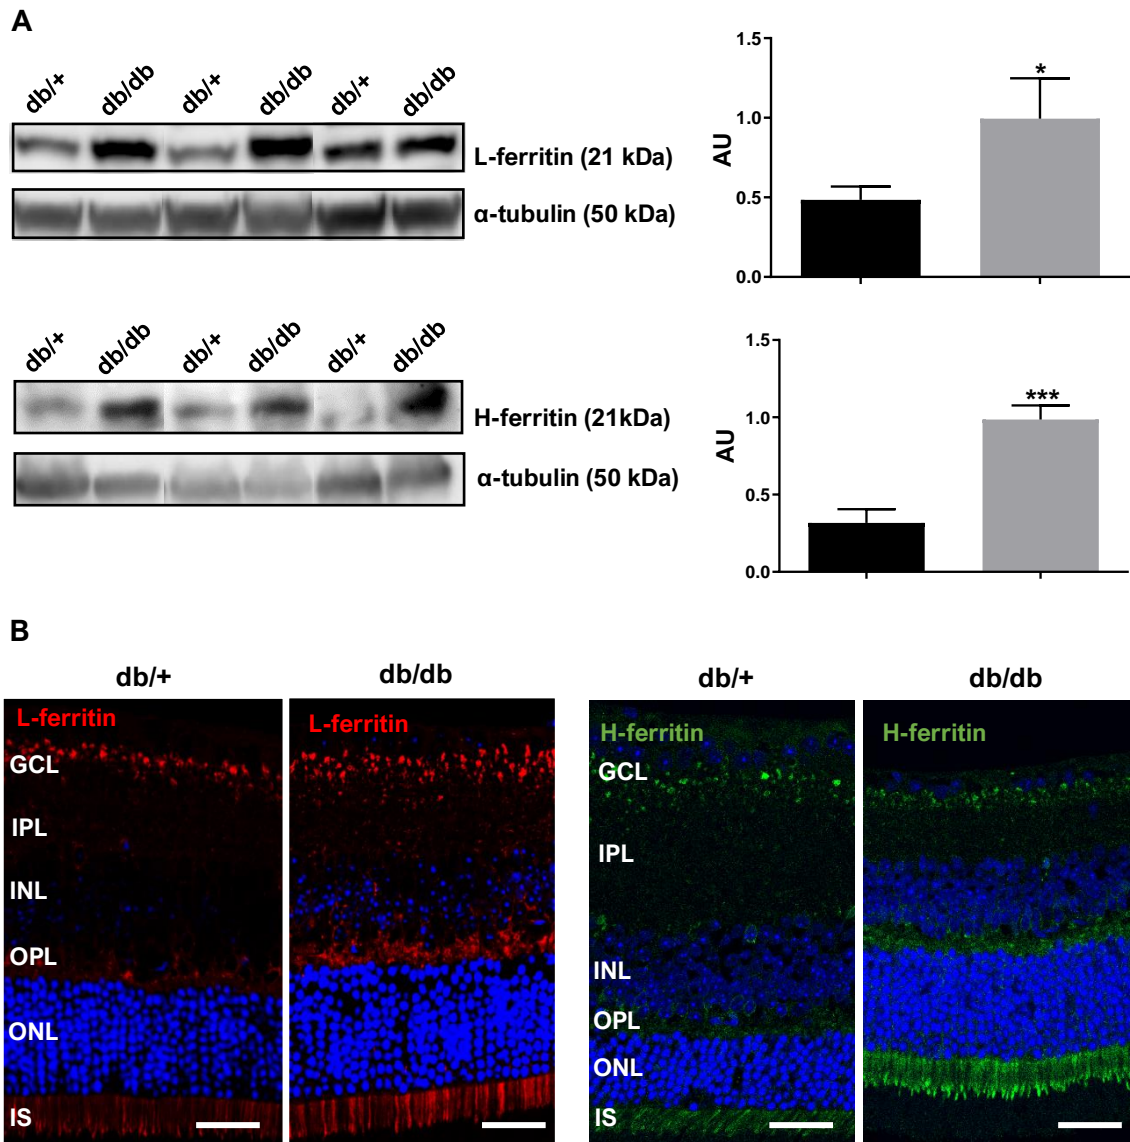 A
db/+ db/db db/+ db/db db/+ db/db
L-ferritin (21 kDa)
α-tubulin (50 kDa)
1.5
1.0
0.5
0.0
AU
*
db/+ db/db db/+ db/db db/+ db/db
H-ferritin (21kDa)
α-tubulin (50 kDa)
1.5
1.0
0.5
0.0
AU
***
B
db/+
db/db
db/+
db/db
L-ferritin
GCL
IPL
INL
OPL
ONL
IS
L-ferritin
H-ferritin
GCL
IPL
INL
OPL
ONL
IS
H-ferritin